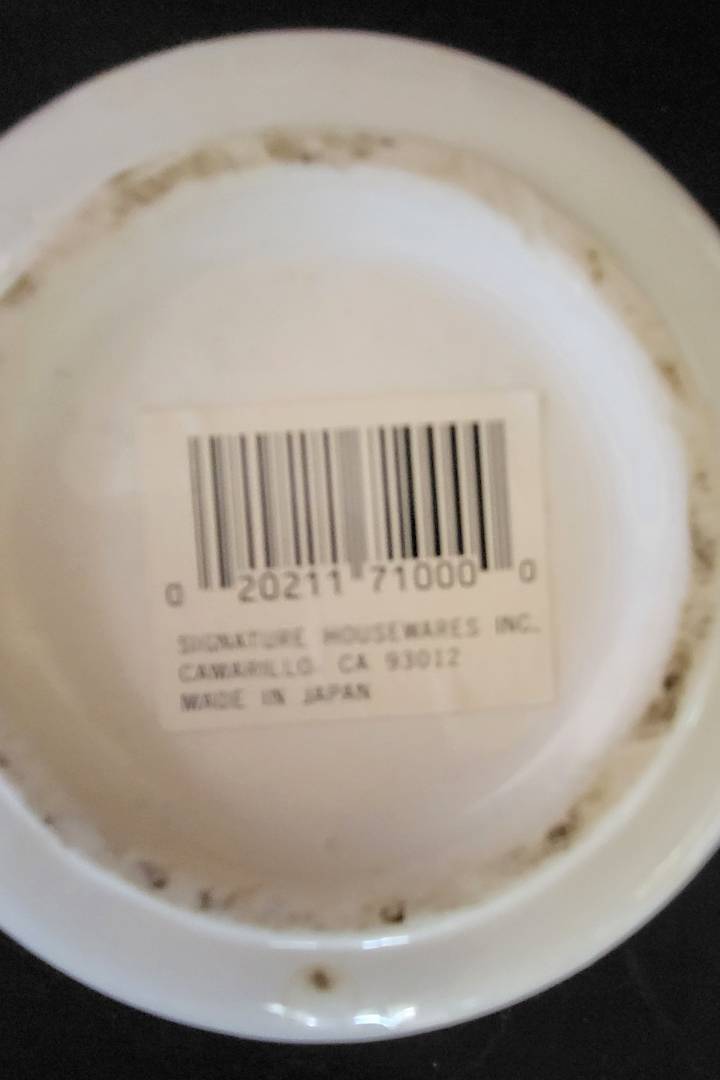 0 20211 71000 0
SIGNATURE HOUSEWARES INC.
CAMARILLO CA 93012
MADE IN JAPAN